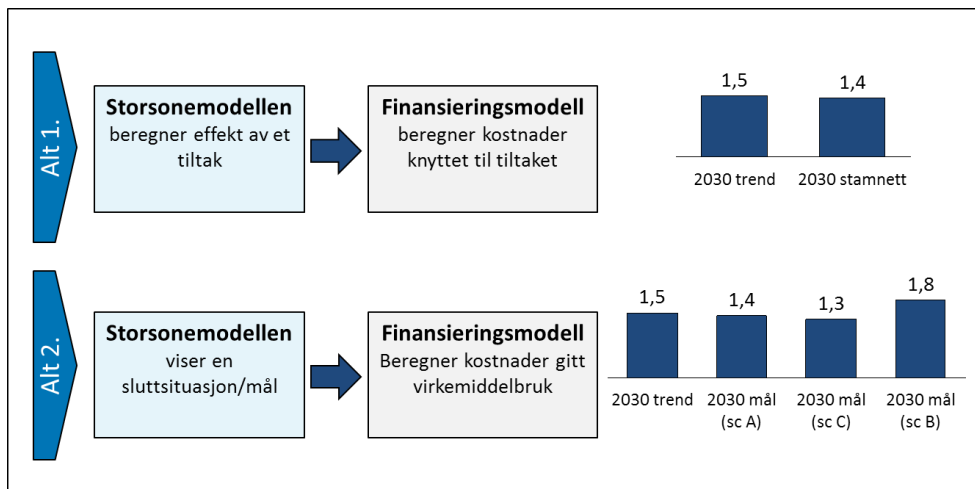 Alt 1.
Storsonemodellen
beregner effekt av et
tiltak
Finansieringsmodell
beregner kostnader
knyttet til tiltaket
1,5
1,4
2030 trend
2030 stamnett
Alt 2.
Storsonemodellen
viser en
sluttsituasjon/mål
Finansieringsmodell
Beregner kostnader gitt
virkemiddelbruk
1,5
1,4
1,3
1,8
2030 trend
2030 mål
(sc A)
2030 mål
(sc C)
2030 mål
(sc B)